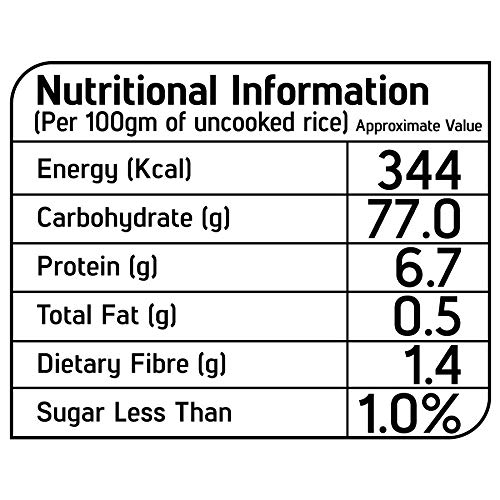 Nutritional Information
(Per 100gm of uncooked rice) Approximate Value
Energy (Kcal) 344
Carbohydrate (g) 77.0
Protein (g) 6.7
Total Fat (g) 0.5
Dietary Fibre (g) 1.4
Sugar Less Than 1.0%